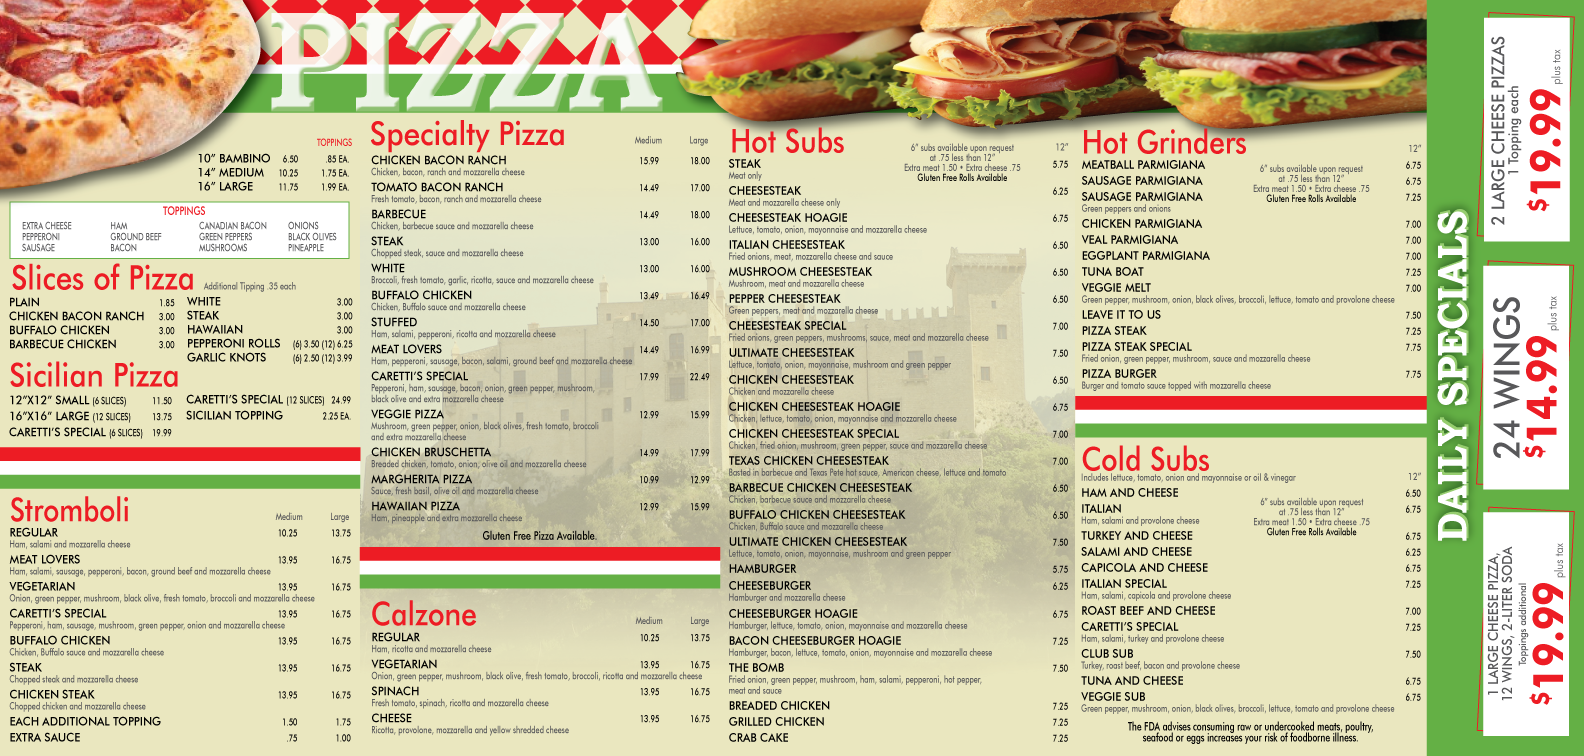 PIZZA
TOPPINGS
10" BAMBINO 6.50 .85 EA.
14" MEDIUM 10.25 1.75 EA.
16" LARGE 11.75 1.99 EA.
TOPPINGS
EXTRA CHEESE HAM CANADIAN BACON ONIONS
PEPPERONI GROUND BEEF GREEN PEPPERS BLACK OLIVES
SAUSAGE BACON MUSHROOMS PINEAPPLE
Slices of Pizza Additional Tipping .35 each
PLAIN 1.85
CHICKEN BACON RANCH 3.00
BUFFALO CHICKEN 3.00
BARBECUE CHICKEN 3.00
WHITE 3.00
STEAK 3.00
HAWAIIAN 3.00
PEPPERONI ROLLS (6) 3.50 (12) 6.25
GARLIC KNOTS (6) 2.50 (12) 3.99
Sicilian Pizza
12"X12" SMALL (6 SLICES) 11.50
16"X16" LARGE (12 SLICES) 13.75
CARETTI'S SPECIAL (6 SLICES) 19.99
CARETTI'S SPECIAL (12 SLICES) 24.99
SICILIAN TOPPING 2.25 EA.
Stromboli Medium Large
REGULAR 10.25 13.75
Ham, salami and mozzarella cheese
MEAT LOVERS 13.95 16.75
Ham, salami, sausage, pepperoni, bacon, ground beef and mozzarella cheese
VEGETARIAN 13.95 16.75
Onion, green pepper, mushroom, black olive, fresh tomato, broccoli and mozzarella cheese
CARETTI'S SPECIAL 13.95 16.75
Pepperoni, ham, sausage, mushroom, green pepper, onion and mozzarella cheese
BUFFALO CHICKEN 13.95 16.75
Chicken, Buffalo sauce and mozzarella cheese
STEAK 13.95 16.75
Chopped steak and mozzarella cheese
CHICKEN STEAK 13.95 16.75
Chopped chicken and mozzarella cheese
EACH ADDITIONAL TOPPING 1.50 1.75
EXTRA SAUCE .75 1.00
Specialty Pizza Medium Large
CHICKEN BACON RANCH 15.99 18.00
Chicken, bacon, ranch and mozzarella cheese
TOMATO BACON RANCH 14.49 17.00
Fresh tomato, bacon, ranch and mozzarella cheese
BARBECUE 14.49 18.00
Chicken, barbecue sauce and mozzarella cheese
STEAK 13.00 16.00
Chopped steak, sauce and mozzarella cheese
WHITE 13.00 16.00
Broccoli, fresh tomato, garlic, ricotta, sauce and mozzarella cheese
BUFFALO CHICKEN 13.49 16.49
Chicken, Buffalo sauce and mozzarella cheese
STUFFED 14.50 17.00
Ham, salami, pepperoni, ricotta and mozzarella cheese
MEAT LOVERS 14.49 16.99
Ham, pepperoni, sausage, bacon, salami, ground beef and mozzarella cheese
CARETTI'S SPECIAL 17.99 22.49
Pepperoni, ham, sausage, bacon, onion, green pepper, mushroom,
black olive and extra mozzarella cheese
VEGGIE PIZZA 12.99 15.99
Mushroom, green pepper, onion, black olives, fresh tomato, broccoli
and extra mozzarella cheese
CHICKEN BRUSCHETTA 14.99 17.99
Breaded chicken, tomato, onion, olive oil and mozzarella cheese
MARGHERITA PIZZA 10.99 12.99
Sauce, fresh basil, olive oil and mozzarella cheese
HAWAIIAN PIZZA 12.99 15.99
Ham, pineapple and extra mozzarella cheese
Gluten Free Pizza Available.
Calzone Medium Large
REGULAR 10.25 13.75
Ham, ricotta and mozzarella cheese
VEGETARIAN 13.95 16.75
Onion, green pepper, mushroom, black olive, fresh tomato, broccoli, ricotta and mozzarella cheese
SPINACH 13.95 16.75
Fresh tomato, spinach, ricotta and mozzarella cheese
CHEESE 13.95 16.75
Ricotta, provolone, mozzarella and yellow shredded cheese
Hot Subs 12"
6" subs available upon request
at .75 less than 12"
Extra meat 1.50 • Extra cheese .75
Gluten Free Rolls Available
STEAK 5.75
Meat only
CHEESESTEAK 6.25
Meat and mozzarella cheese only
CHEESESTEAK HOAGIE 6.75
Lettuce, tomato, onion, mayonnaise and mozzarella cheese
ITALIAN CHEESESTEAK 6.50
Fried onions, meat, mozzarella cheese and sauce
MUSHROOM CHEESESTEAK 6.50
Mushroom, meat and mozzarella cheese
PEPPER CHEESESTEAK 6.50
Green peppers, meat and mozzarella cheese
CHEESESTEAK SPECIAL 7.00
Fried onions, green peppers, mushrooms, sauce, meat and mozzarella cheese
ULTIMATE CHEESESTEAK 7.50
Lettuce, tomato, onion, mayonnaise, mushroom and green pepper
CHICKEN CHEESESTEAK 6.50
Chicken and mozzarella cheese
CHICKEN CHEESESTEAK HOAGIE 6.75
Chicken, lettuce, tomato, onion, mayonnaise and mozzarella cheese
CHICKEN CHEESESTEAK SPECIAL 7.00
Chicken, fried onion, mushroom, green pepper, sauce and mozzarella cheese
TEXAS CHICKEN CHEESESTEAK 7.00
Basted in barbecue and Texas Pete hot sauce, American cheese, lettuce and tomato
BARBECUE CHICKEN CHEESESTEAK 6.50
Chicken, barbecue sauce and mozzarella cheese
BUFFALO CHICKEN CHEESESTEAK 6.50
Chicken, Buffalo sauce and mozzarella cheese
ULTIMATE CHICKEN CHEESESTEAK 7.50
Lettuce, tomato, onion, mayonnaise, mushroom and green pepper
HAMBURGER 5.75
CHEESEBURGER 6.25
Hamburger and mozzarella cheese
CHEESEBURGER HOAGIE 6.75
Hamburger, lettuce, tomato, onion, mayonnaise and mozzarella cheese
BACON CHEESEBURGER HOAGIE 7.25
Hamburger, bacon, lettuce, tomato, onion, mayonnaise and mozzarella cheese
THE BOMB 7.50
Fried onion, green pepper, mushroom, ham, salami, pepperoni, hot pepper,
meat and sauce
BREADED CHICKEN 7.25
GRILLED CHICKEN 7.25
CRAB CAKE 7.25
Hot Grinders 12"
6" subs available upon request
at .75 less than 12"
Extra meat 1.50 • Extra cheese .75
Gluten Free Rolls Available
MEATBALL PARMIGIANA 6.75
SAUSAGE PARMIGIANA 6.75
SAUSAGE PARMIGIANA 7.25
Green peppers and onions
CHICKEN PARMIGIANA 7.00
VEAL PARMIGIANA 7.00
EGGPLANT PARMIGIANA 7.00
TUNA BOAT 7.25
VEGGIE MELT 7.00
Green pepper, mushroom, onion, black olives, broccoli, lettuce, tomato and provolone cheese
LEAVE IT TO US 7.50
PIZZA STEAK 7.25
PIZZA STEAK SPECIAL 7.75
Fried onion, green pepper, mushroom, sauce and mozzarella cheese
PIZZA BURGER 7.75
Burger and tomato sauce topped with mozzarella cheese
Cold Subs
Includes lettuce, tomato, onion and mayonnaise or oil & vinegar 12"
6" subs available upon request
at .75 less than 12"
Extra meat 1.50 • Extra cheese .75
Gluten Free Rolls Available
HAM AND CHEESE 6.50
ITALIAN 6.75
Ham, salami and provolone cheese
TURKEY AND CHEESE 6.75
SALAMI AND CHEESE 6.25
CAPICOLA AND CHEESE 6.75
ITALIAN SPECIAL 7.25
Ham, salami, capicola and provolone cheese
ROAST BEEF AND CHEESE 7.00
CARETTI'S SPECIAL 7.25
Ham, salami, turkey and provolone cheese
CLUB SUB 7.50
Turkey, roast beef, bacon and provolone cheese
TUNA AND CHEESE 6.75
VEGGIE SUB 6.75
Green pepper, mushroom, onion, black olives, broccoli, lettuce, tomato and provolone cheese
The FDA advises consuming raw or undercooked meats, poultry,
seafood or eggs increases your risk of foodborne illness.
DAILY SPECIALS
2 LARGE CHEESE PIZZAS
1 Topping each
$19.99 plus tax
24 WINGS
$14.99 plus tax
1 LARGE CHEESE PIZZA,
12 WINGS, 2-LITER SODA
Toppings additional
$19.99 plus tax